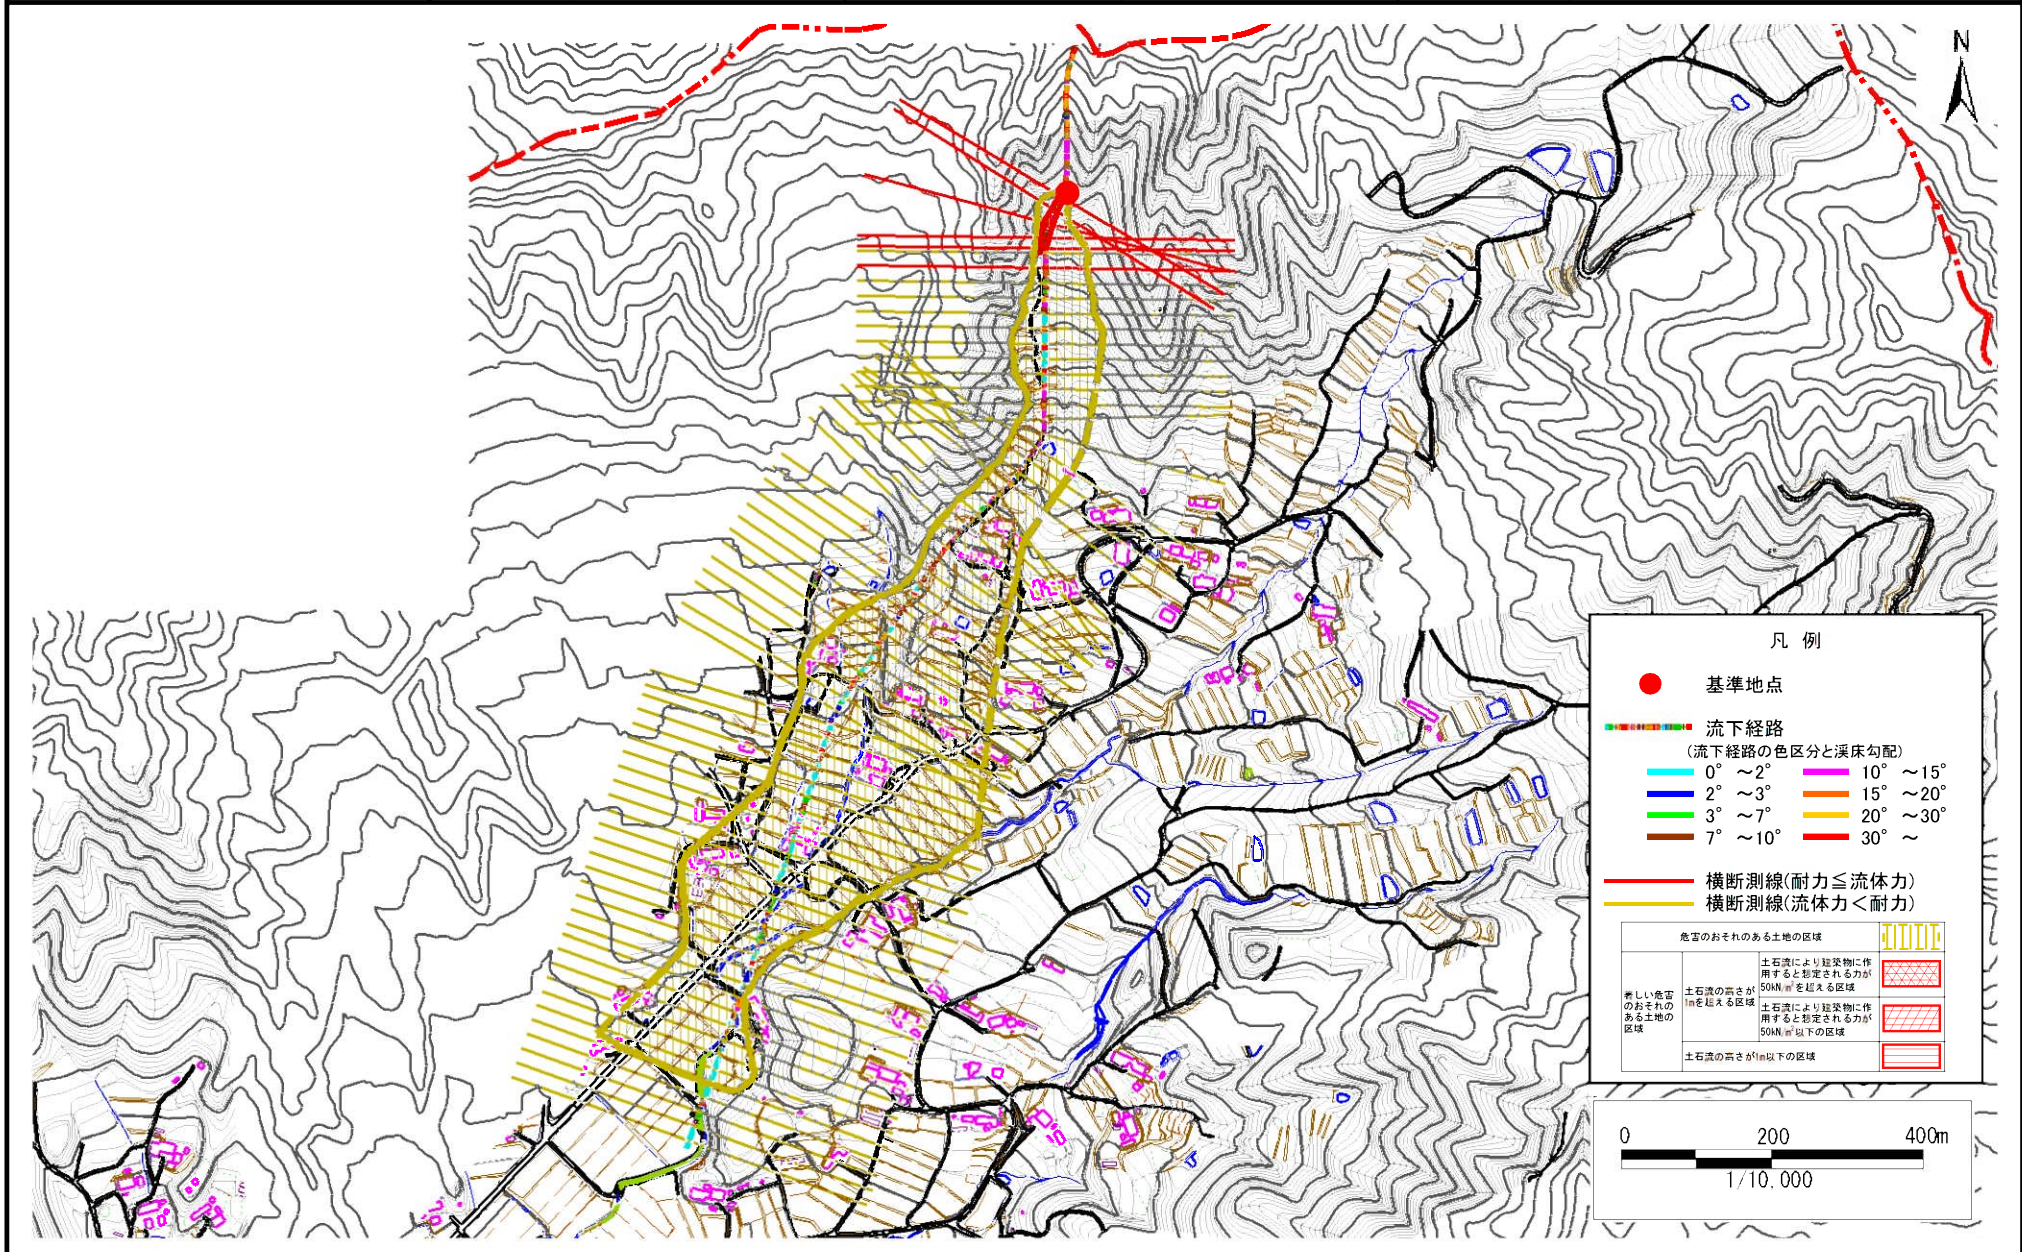 N
凡 例
基準地点
流下経路
(流下経路の色区分と渓床勾配)
0° ～2° 10° ～15°
2° ～3° 15° ～20°
3° ～7° 20° ～30°
7° ～10° 30° ～
横断測線(耐力≦流体力)
横断測線(流体力＜耐力)
危害のおそれのある土地の区域
著しい危害
のおそれの
ある土地の
区域
土石流の高さが
1mを超える区域
土石流により建築物に作
用すると想定される力が
50kN/㎡を超える区域
土石流により建築物に作
用すると想定される力が
50kN/㎡以下の区域
土石流の高さが1m以下の区域
0 200 400m
1/10,000